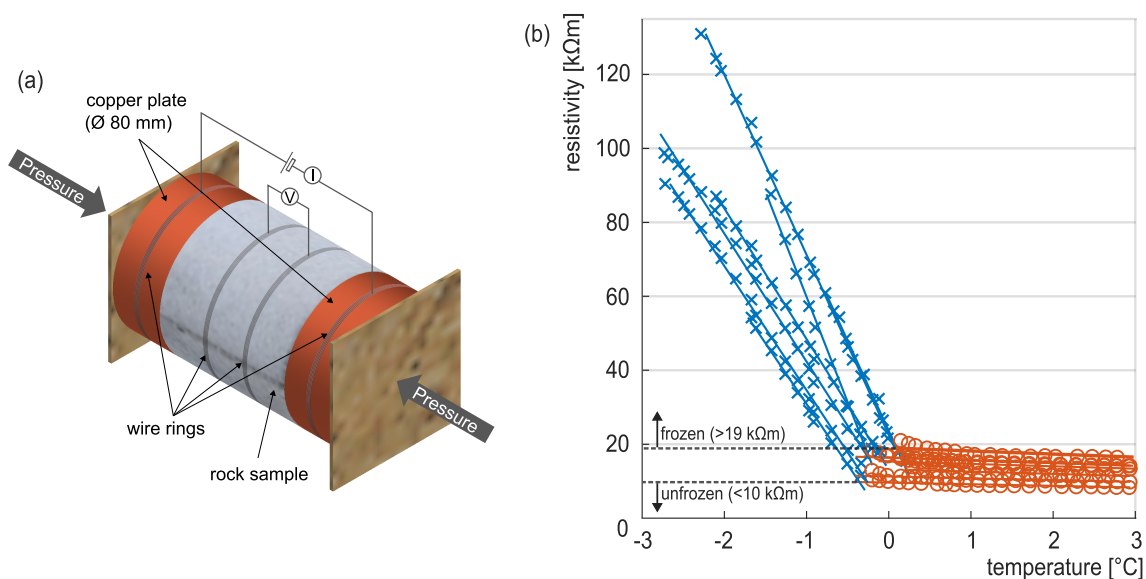 (a)
copper plate
(Ø 80 mm)
Pressure
I
V
Pressure
wire rings
rock sample
(b)
resistivity [kΩm]
120
100
80
60
40
20
0
frozen (>19 kΩm)
unfrozen (<10 kΩm)
-3 -2 -1 0 1 2 3
temperature [°C]